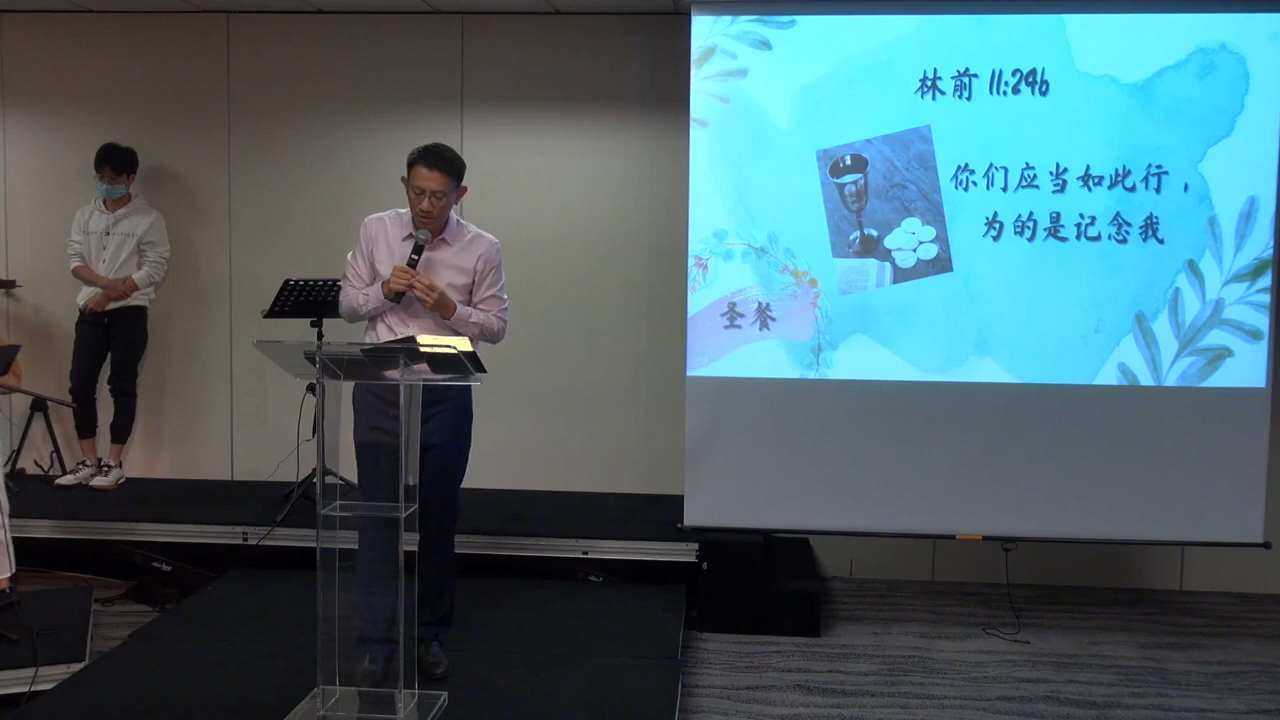 林前 11:24b
你们应当如此行，
为的是记念我
圣餐